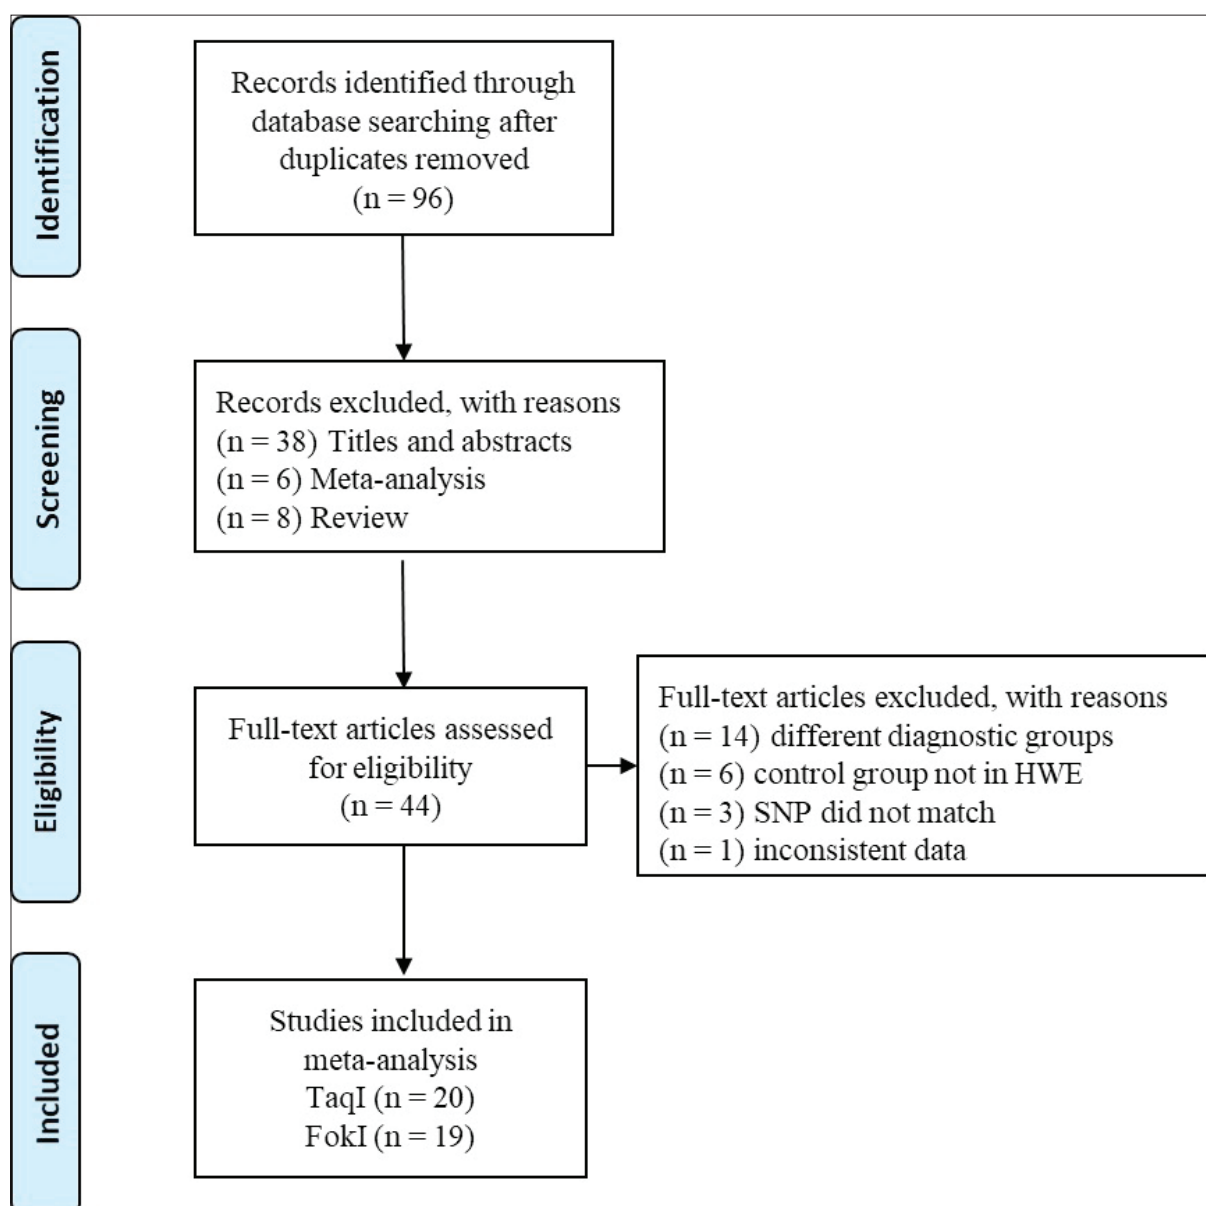 Identification
Records identified through
database searching after
duplicates removed
(n = 96)
Screening
Records excluded, with reasons
(n = 38) Titles and abstracts
(n = 6) Meta-analysis
(n = 8) Review
Eligibility
Full-text articles assessed
for eligibility
(n = 44)
Full-text articles excluded, with reasons
(n = 14) different diagnostic groups
(n = 6) control group not in HWE
(n = 3) SNP did not match
(n = 1) inconsistent data
Included
Studies included in
meta-analysis
TaqI (n = 20)
FokI (n = 19)